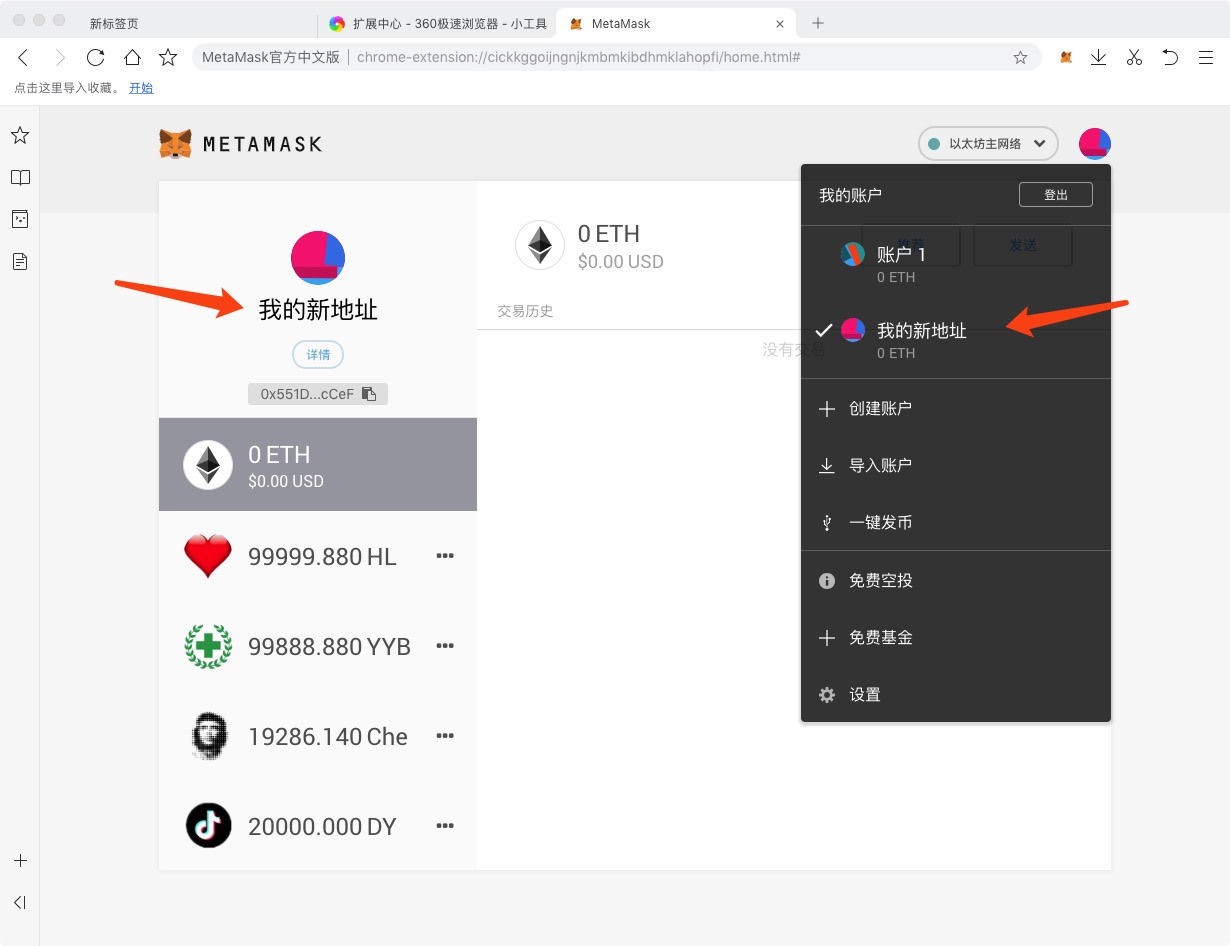 新标签页
扩展中心 - 360极速浏览器 - 小工具
MetaMask
MetaMask官方中文版
chrome-extension://cickkggoijngnjkmbmkibdhmklahopfi/home.html#
点击这里导入收藏。 开始
METAMASK
以太坊主网络
我的新地址
详情
0x551D...cCeF
0 ETH
$0.00 USD
99999.880 HL
99888.880 YYB
19286.140 Che
20000.000 DY
0 ETH
$0.00 USD
交易历史
没有交易
我的账户
登出
发送
账户 1
0 ETH
我的新地址
0 ETH
创建账户
导入账户
一键发币
免费空投
免费基金
设置